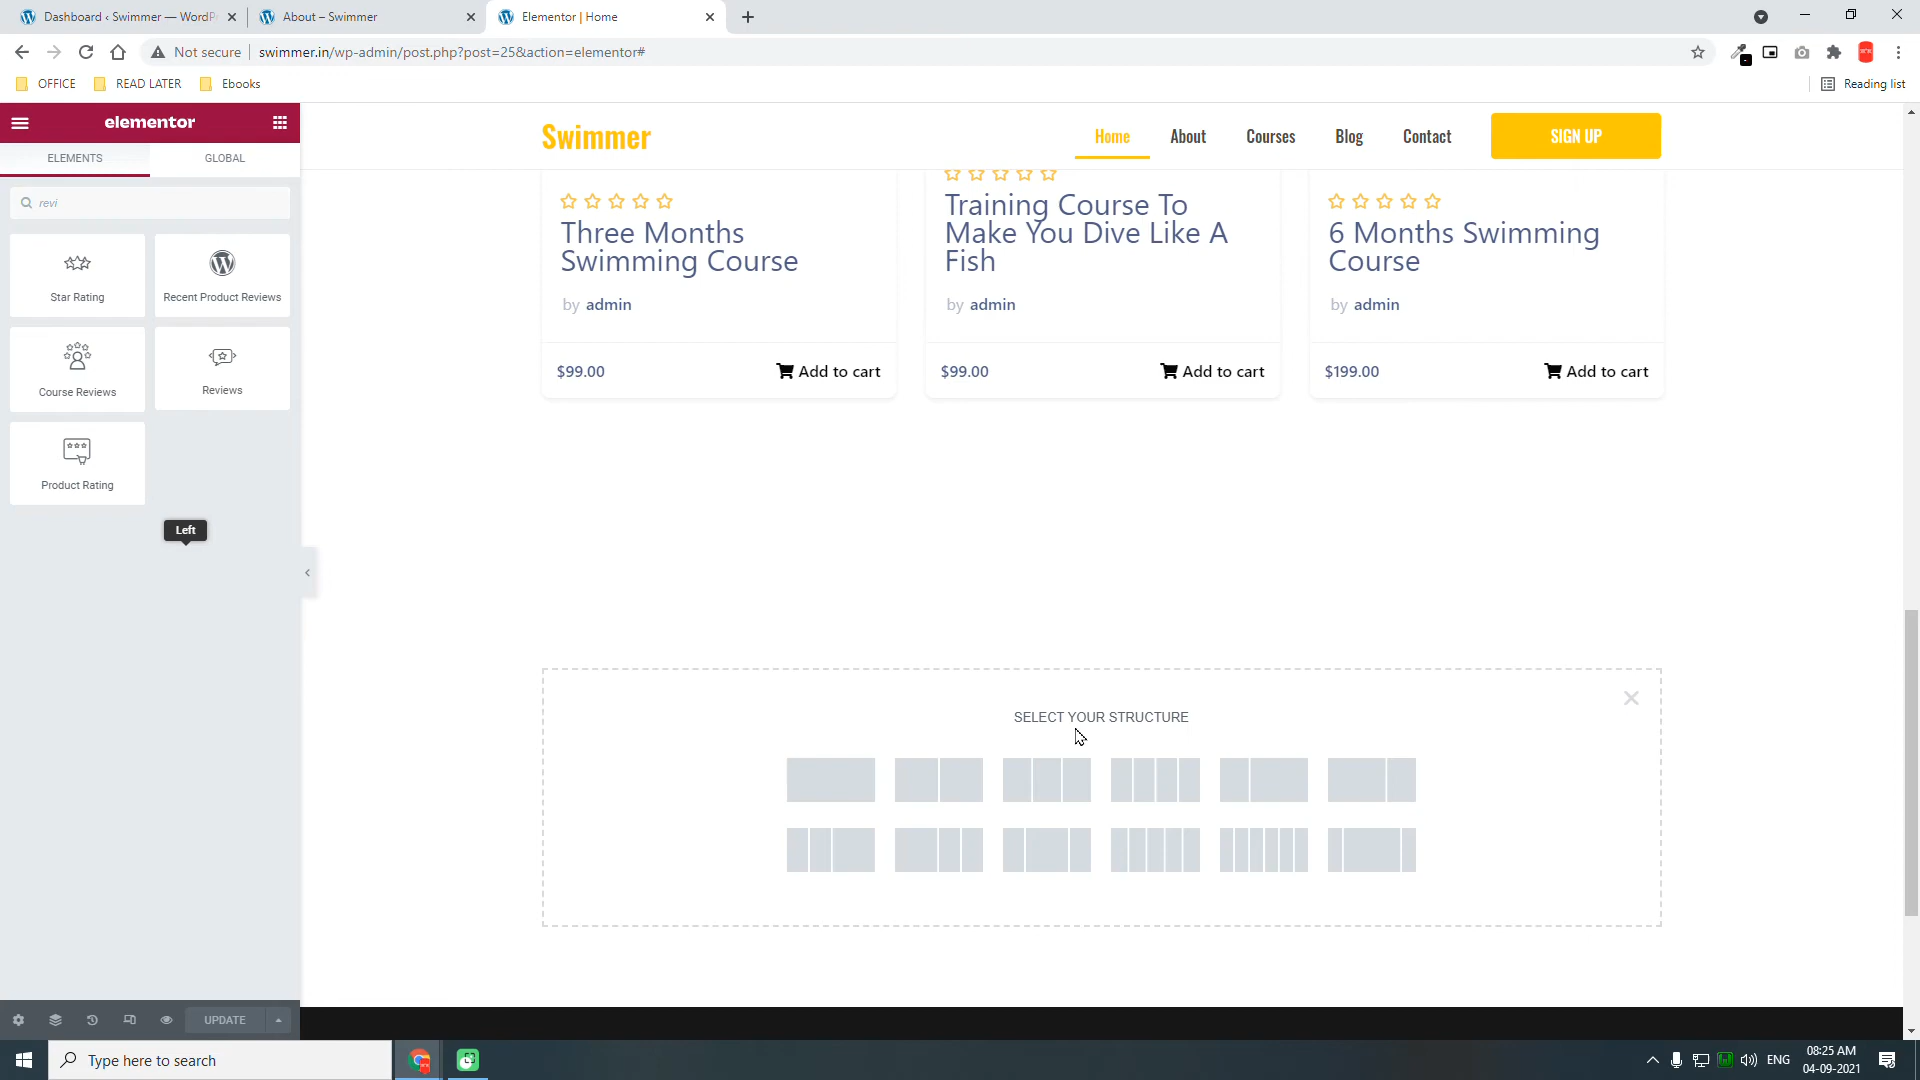 Dashboard ‹ Swimmer — WordP
About – Swimmer
Elementor | Home
Not secure
swimmer.in/wp-admin/post.php?post=25&action=elementor#
OFFICE
READ LATER
Ebooks
Reading list
elementor
ELEMENTS
GLOBAL
revi
Star Rating
Recent Product Reviews
Course Reviews
Reviews
Product Rating
Left
UPDATE
Swimmer
Home
About
Courses
Blog
Contact
SIGN UP
Three Months
Swimming Course
by admin
$99.00
Add to cart
Training Course To
Make You Dive Like A
Fish
by admin
$99.00
Add to cart
6 Months Swimming
Course
by admin
$199.00
Add to cart
SELECT YOUR STRUCTURE
Type here to search
ENG
08:25 AM
04-09-2021